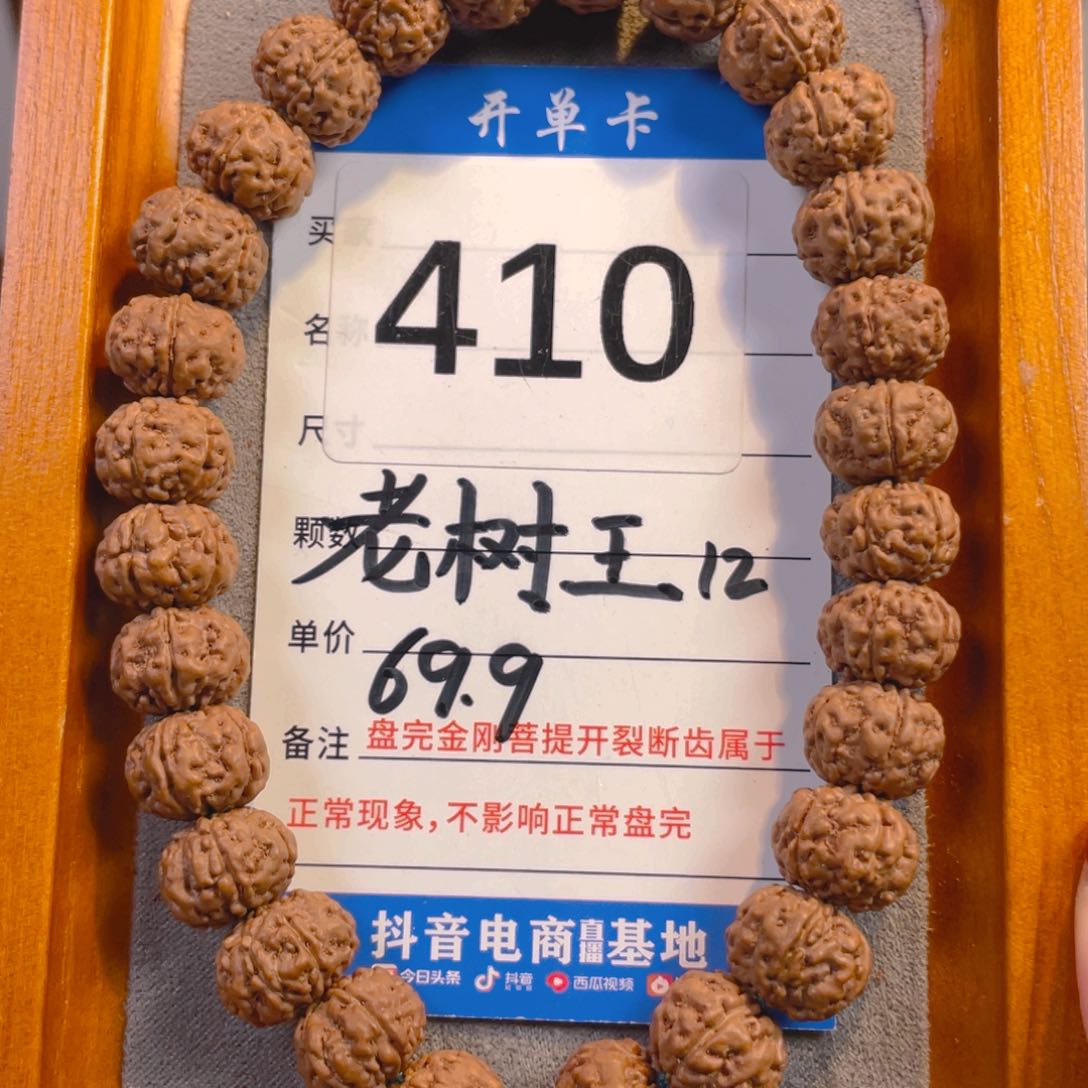 开单卡
买家
410
名称
尺寸
颗数 老树王 12
单价 69.9
备注 盘完金刚菩提开裂断齿属于
正常现象，不影响正常盘完
抖音电商直播基地
今日头条 抖音 西瓜视频